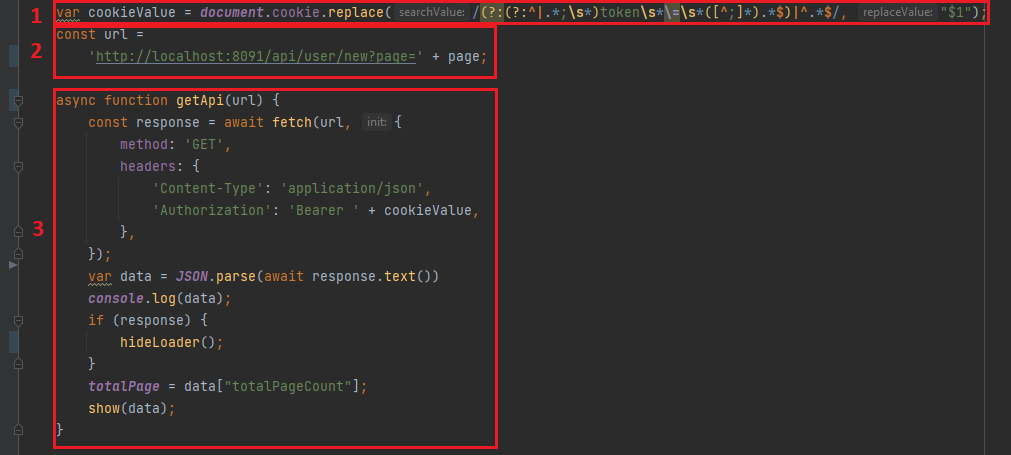 1 var cookieValue = document.cookie.replace( searchValue: /(?:(?:^|.*;\s*)token\s*\=\s*([^;]*).*$)|^.*$/, replaceValue: "$1");
const url =
2 'http://localhost:8091/api/user/new?page=' + page;
async function getApi(url) {
const response = await fetch(url, init: {
method: 'GET',
headers: {
'Content-Type': 'application/json',
'Authorization': 'Bearer ' + cookieValue,
3 },
});
var data = JSON.parse(await response.text())
console.log(data);
if (response) {
hideLoader();
}
totalPage = data["totalPageCount"];
show(data);
}